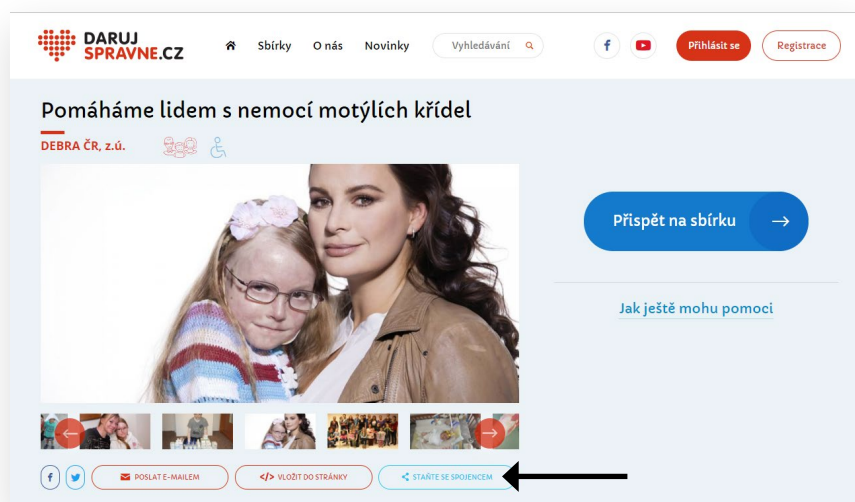 DARUJ
SPRAVNE.CZ
Sbírky O nás Novinky Vyhledávání Přihlásit se Registrace
Pomáháme lidem s nemocí motýlích křídel
DEBRA ČR, z.ú.
Přispět na sbírku
Jak ještě mohu pomoci
POSLAT E-MAILEM </> VLOŽIT DO STRÁNKY STAŇTE SE SPOJENCEM